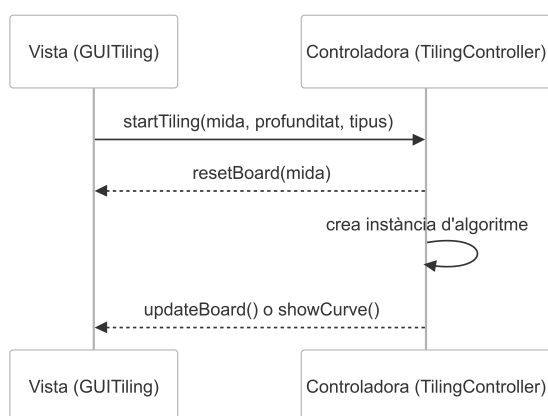 Vista (GUITiling)
Controladora (TilingController)
startTiling(mida, profunditat, tipus)
resetBoard(mida)
crea instància d'algoritme
updateBoard() o showCurve()
Vista (GUITiling)
Controladora (TilingController)